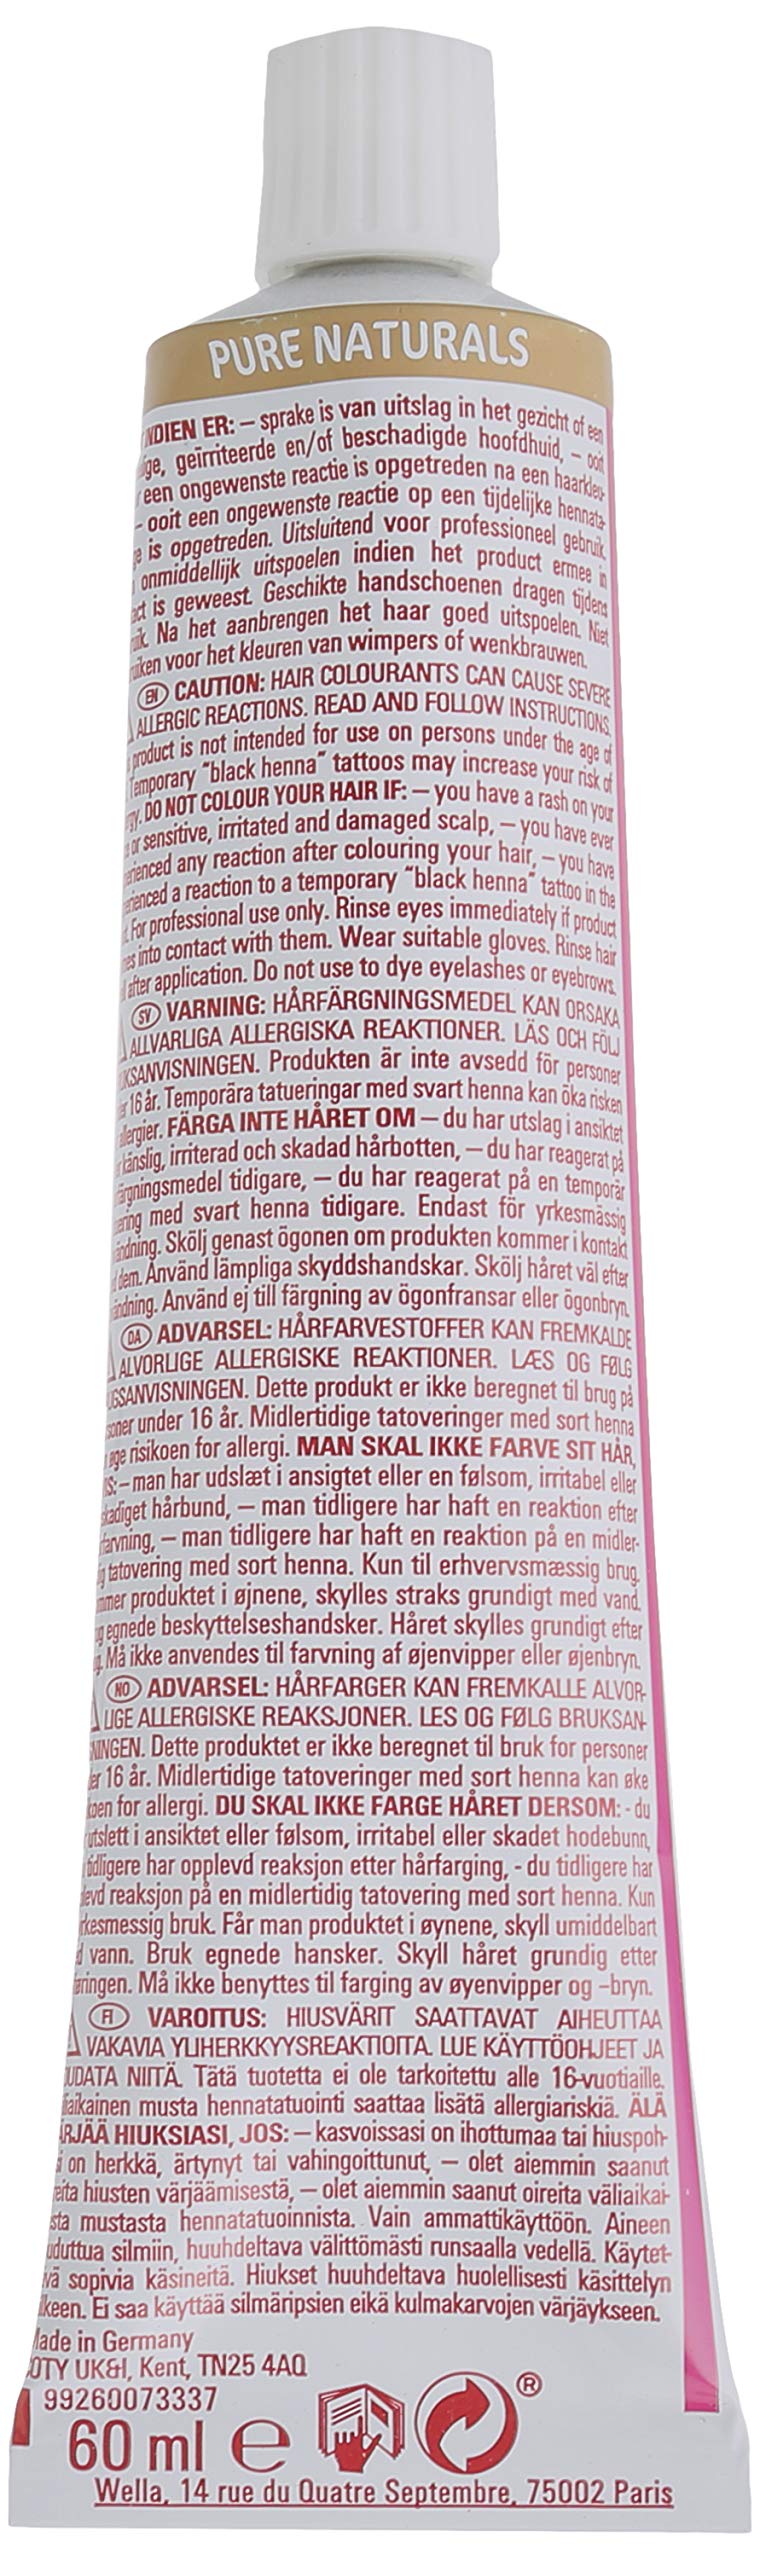 PURE NATURALS
INDIEN ER: – sprake is van uitslag in het gezicht of een
geïrriteerde en/of beschadigde hoofdhuid, – ooit
een ongewenste reactie is opgetreden na een haarkleu-
– ooit een ongewenste reactie op een tijdelijke hennata-
is opgetreden. Uitsluitend voor professioneel gebruik.
onmiddellijk uitspoelen indien het product ermee in
is geweest. Geschikte handschoenen dragen tijdens
Na het aanbrengen het haar goed uitspoelen. Niet
voor het kleuren van wimpers of wenkbrauwen.
EN CAUTION: HAIR COLOURANTS CAN CAUSE SEVERE
ALLERGIC REACTIONS. READ AND FOLLOW INSTRUCTIONS.
product is not intended for use on persons under the age of
Temporary “black henna” tattoos may increase your risk of
DO NOT COLOUR YOUR HAIR IF: – you have a rash on your
or sensitive, irritated and damaged scalp, – you have ever
any reaction after colouring your hair, – you have
a reaction to a temporary “black henna” tattoo in the
For professional use only. Rinse eyes immediately if product
into contact with them. Wear suitable gloves. Rinse hair
after application. Do not use to dye eyelashes or eyebrows.
SV VARNING: HÅRFÄRGNINGSMEDEL KAN ORSAKA
ALLVARLIGA ALLERGISKA REAKTIONER. LÄS OCH FÖLJ
KSANVISNINGEN. Produkten är inte avsedd för personer
16 år. Temporära tatueringar med svart henna kan öka risken
allergier. FÄRGA INTE HÅRET OM – du har utslag i ansiktet
känslig, irriterad och skadad hårbotten, – du har reagerat på
färgningsmedel tidigare, – du har reagerat på en temporär
ering med svart henna tidigare. Endast för yrkesmässig
ändning. Skölj genast ögonen om produkten kommer i kontakt
dem. Använd lämpliga skyddshandskar. Skölj håret väl efter
ändning. Använd ej till färgning av ögonfransar eller ögonbryn.
DA ADVARSEL: HÅRFARVESTOFFER KAN FREMKALDE
ALVORLIGE ALLERGISKE REAKTIONER. LÆS OG FØLG
GSANVISNINGEN. Dette produkt er ikke beregnet til brug på
under 16 år. Midlertidige tatoveringer med sort henna
øge risikoen for allergi. MAN SKAL IKKE FARVE SIT HÅR,
– man har udslæt i ansigtet eller en følsom, irritabel eller
kadiget hårbund, – man tidligere har haft en reaktion efter
farvning, – man tidligere har haft en reaktion på en midler-
tatovering med sort henna. Kun til erhvervsmæssig brug.
mmer produktet i øjnene, skylles straks grundigt med vand.
egnede beskyttelseshandsker. Håret skylles grundigt efter
Må ikke anvendes til farvning af øjenvipper eller øjenbryn.
NO ADVARSEL: HÅRFARGER KAN FREMKALLE ALVOR-
LIGE ALLERGISKE REAKSJONER. LES OG FØLG BRUKSAN-
NINGEN. Dette produktet er ikke beregnet til bruk for personer
16 år. Midlertidige tatoveringer med sort henna kan øke
koen for allergi. DU SKAL IKKE FARGE HÅRET DERSOM: - du
utslett i ansiktet eller følsom, irritabel eller skadet hodebunn,
tidligere har opplevd reaksjon etter hårfarging, - du tidligere har
levd reaksjon på en midlertidig tatovering med sort henna. Kun
rkesmessig bruk. Får man produktet i øynene, skyll umiddelbart
vann. Bruk egnede hansker. Skyll håret grundig etter
eringen. Må ikke benyttes til farging av øyenvipper og –bryn.
FI VAROITUS: HIUSVÄRIT SAATTAVAT AIHEUTTAA
VAKAVIA YLIHERKKYYSREAKTIOITA. LUE KÄYTTÖOHJEET JA
UDATA NIITÄ. Tätä tuotetta ei ole tarkoitettu alle 16-vuotiaille.
aikainen musta hennatatuointi saattaa lisätä allergiariskiä. ÄLÄ
ÄRJÄÄ HIUKSIASI, JOS: – kasvoissasi on ihottumaa tai hiuspoh-
on herkkä, ärtynyt tai vahingoittunut, – olet aiemmin saanut
eita hiusten värjäämisestä, – olet aiemmin saanut oireita väliaikai-
sta mustasta hennatatuoinnista. Vain ammattikäyttöön. Aineen
uduttua silmiin, huuhdeltava välittömästi runsaalla vedellä. Käytet-
vä sopivia käsineitä. Hiukset huuhdeltava huolellisesti käsittelyn
lkeen. Ei saa käyttää silmäripsien eikä kulmakarvojen värjäykseen.
Made in Germany
COTY UK&I, Kent, TN25 4AQ
99260073337
60 ml e ®
Wella, 14 rue du Quatre Septembre, 75002 Paris